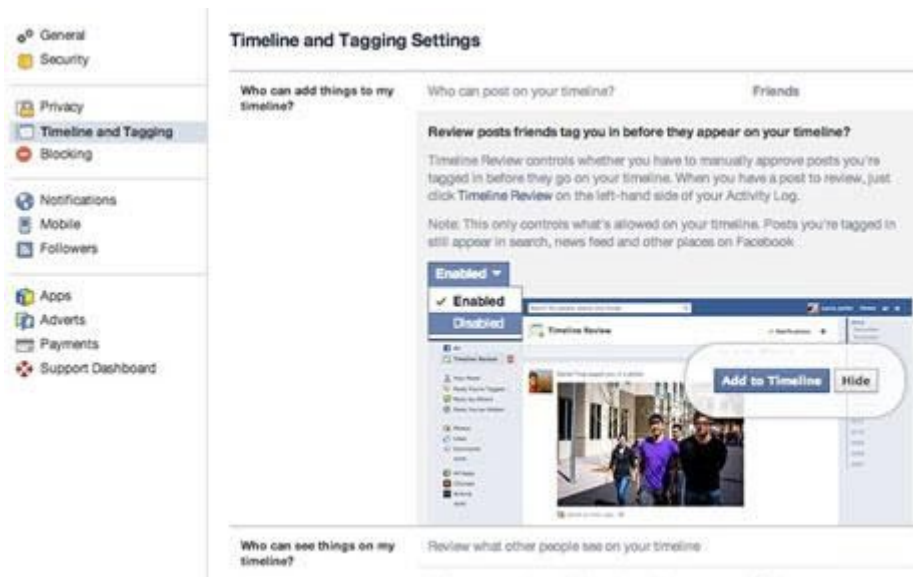 General
Security
Privacy
Timeline and Tagging
Blocking
Notifications
Mobile
Followers
Apps
Adverts
Payments
Support Dashboard
Timeline and Tagging Settings
Who can add things to my
timeline?
Who can post on your timeline?
Friends
Review posts friends tag you in before they appear on your timeline?
Timeline Review controls whether you have to manually approve posts you're
tagged in before they go on your timeline. When you have a post to review, just
click Timeline Review on the left-hand side of your Activity Log.
Note: This only controls what's allowed on your timeline. Posts you're tagged in
still appear in search, news feed and other places on Facebook
Enabled
Enabled
Disabled
Timeline Review
Timeline Review
Add to Timeline
Hide
Who can see things on my
timeline?
Review what other people see on your timeline